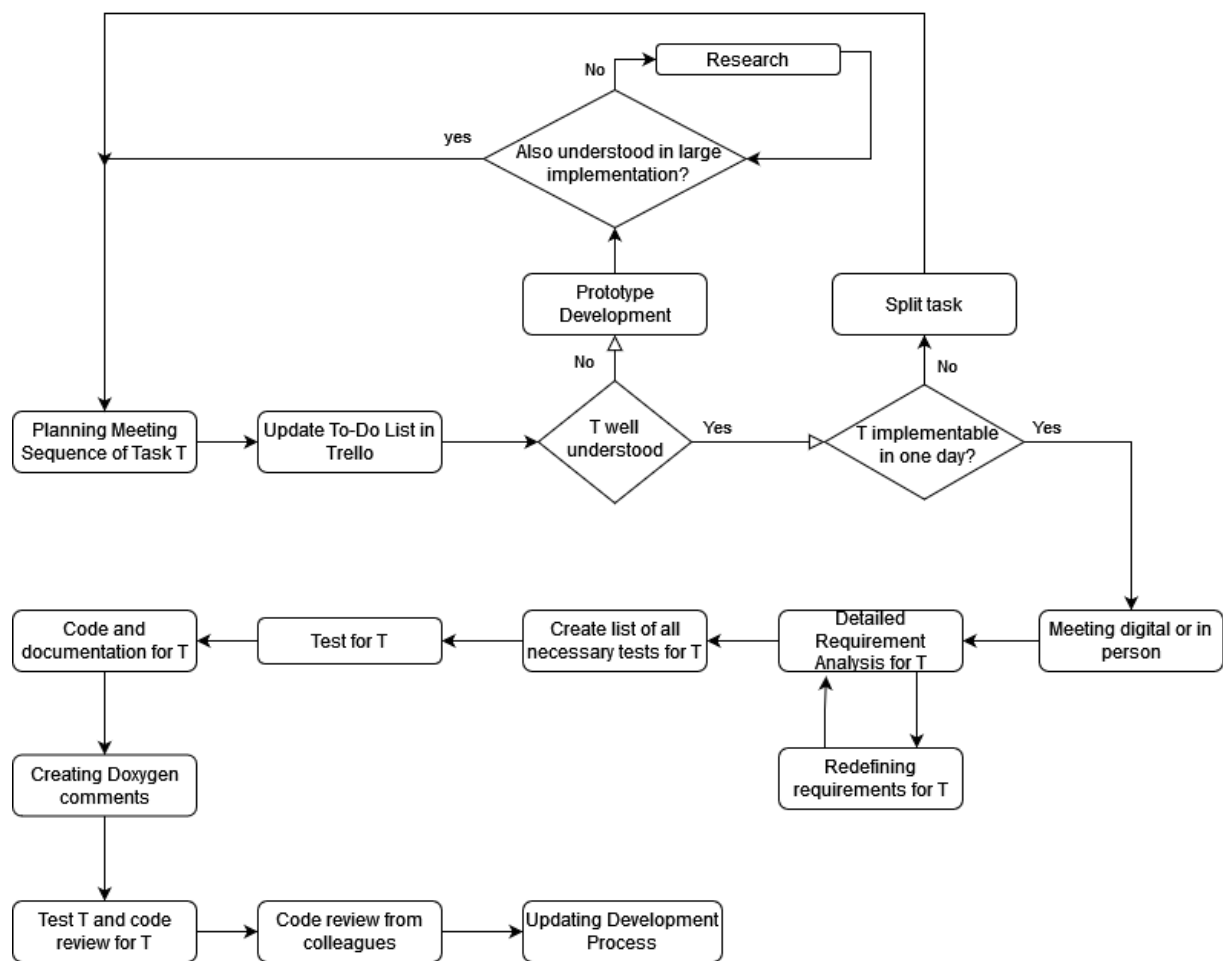 Research
No
yes
Also understood in large
implementation?
Prototype
Development
Split task
No
No
Planning Meeting
Sequence of Task T
Update To-Do List in
Trello
T well
understood
Yes
T implementable
in one day?
Yes
Code and
documentation for T
Test for T
Create list of all
necessary tests for T
Detailed
Requirement
Analysis for T
Meeting digital or in
person
Creating Doxygen
comments
Redefining
requirements for T
Test T and code
review for T
Code review from
colleagues
Updating Development
Process